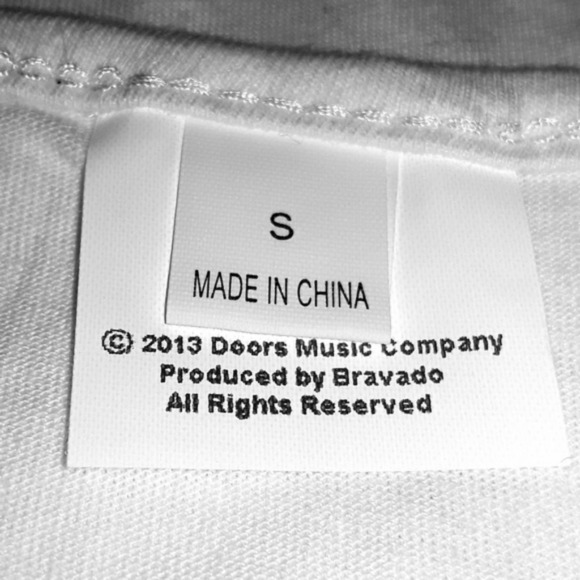 S
MADE IN CHINA
© 2013 Doors Music Company
Produced by Bravado
All Rights Reserved